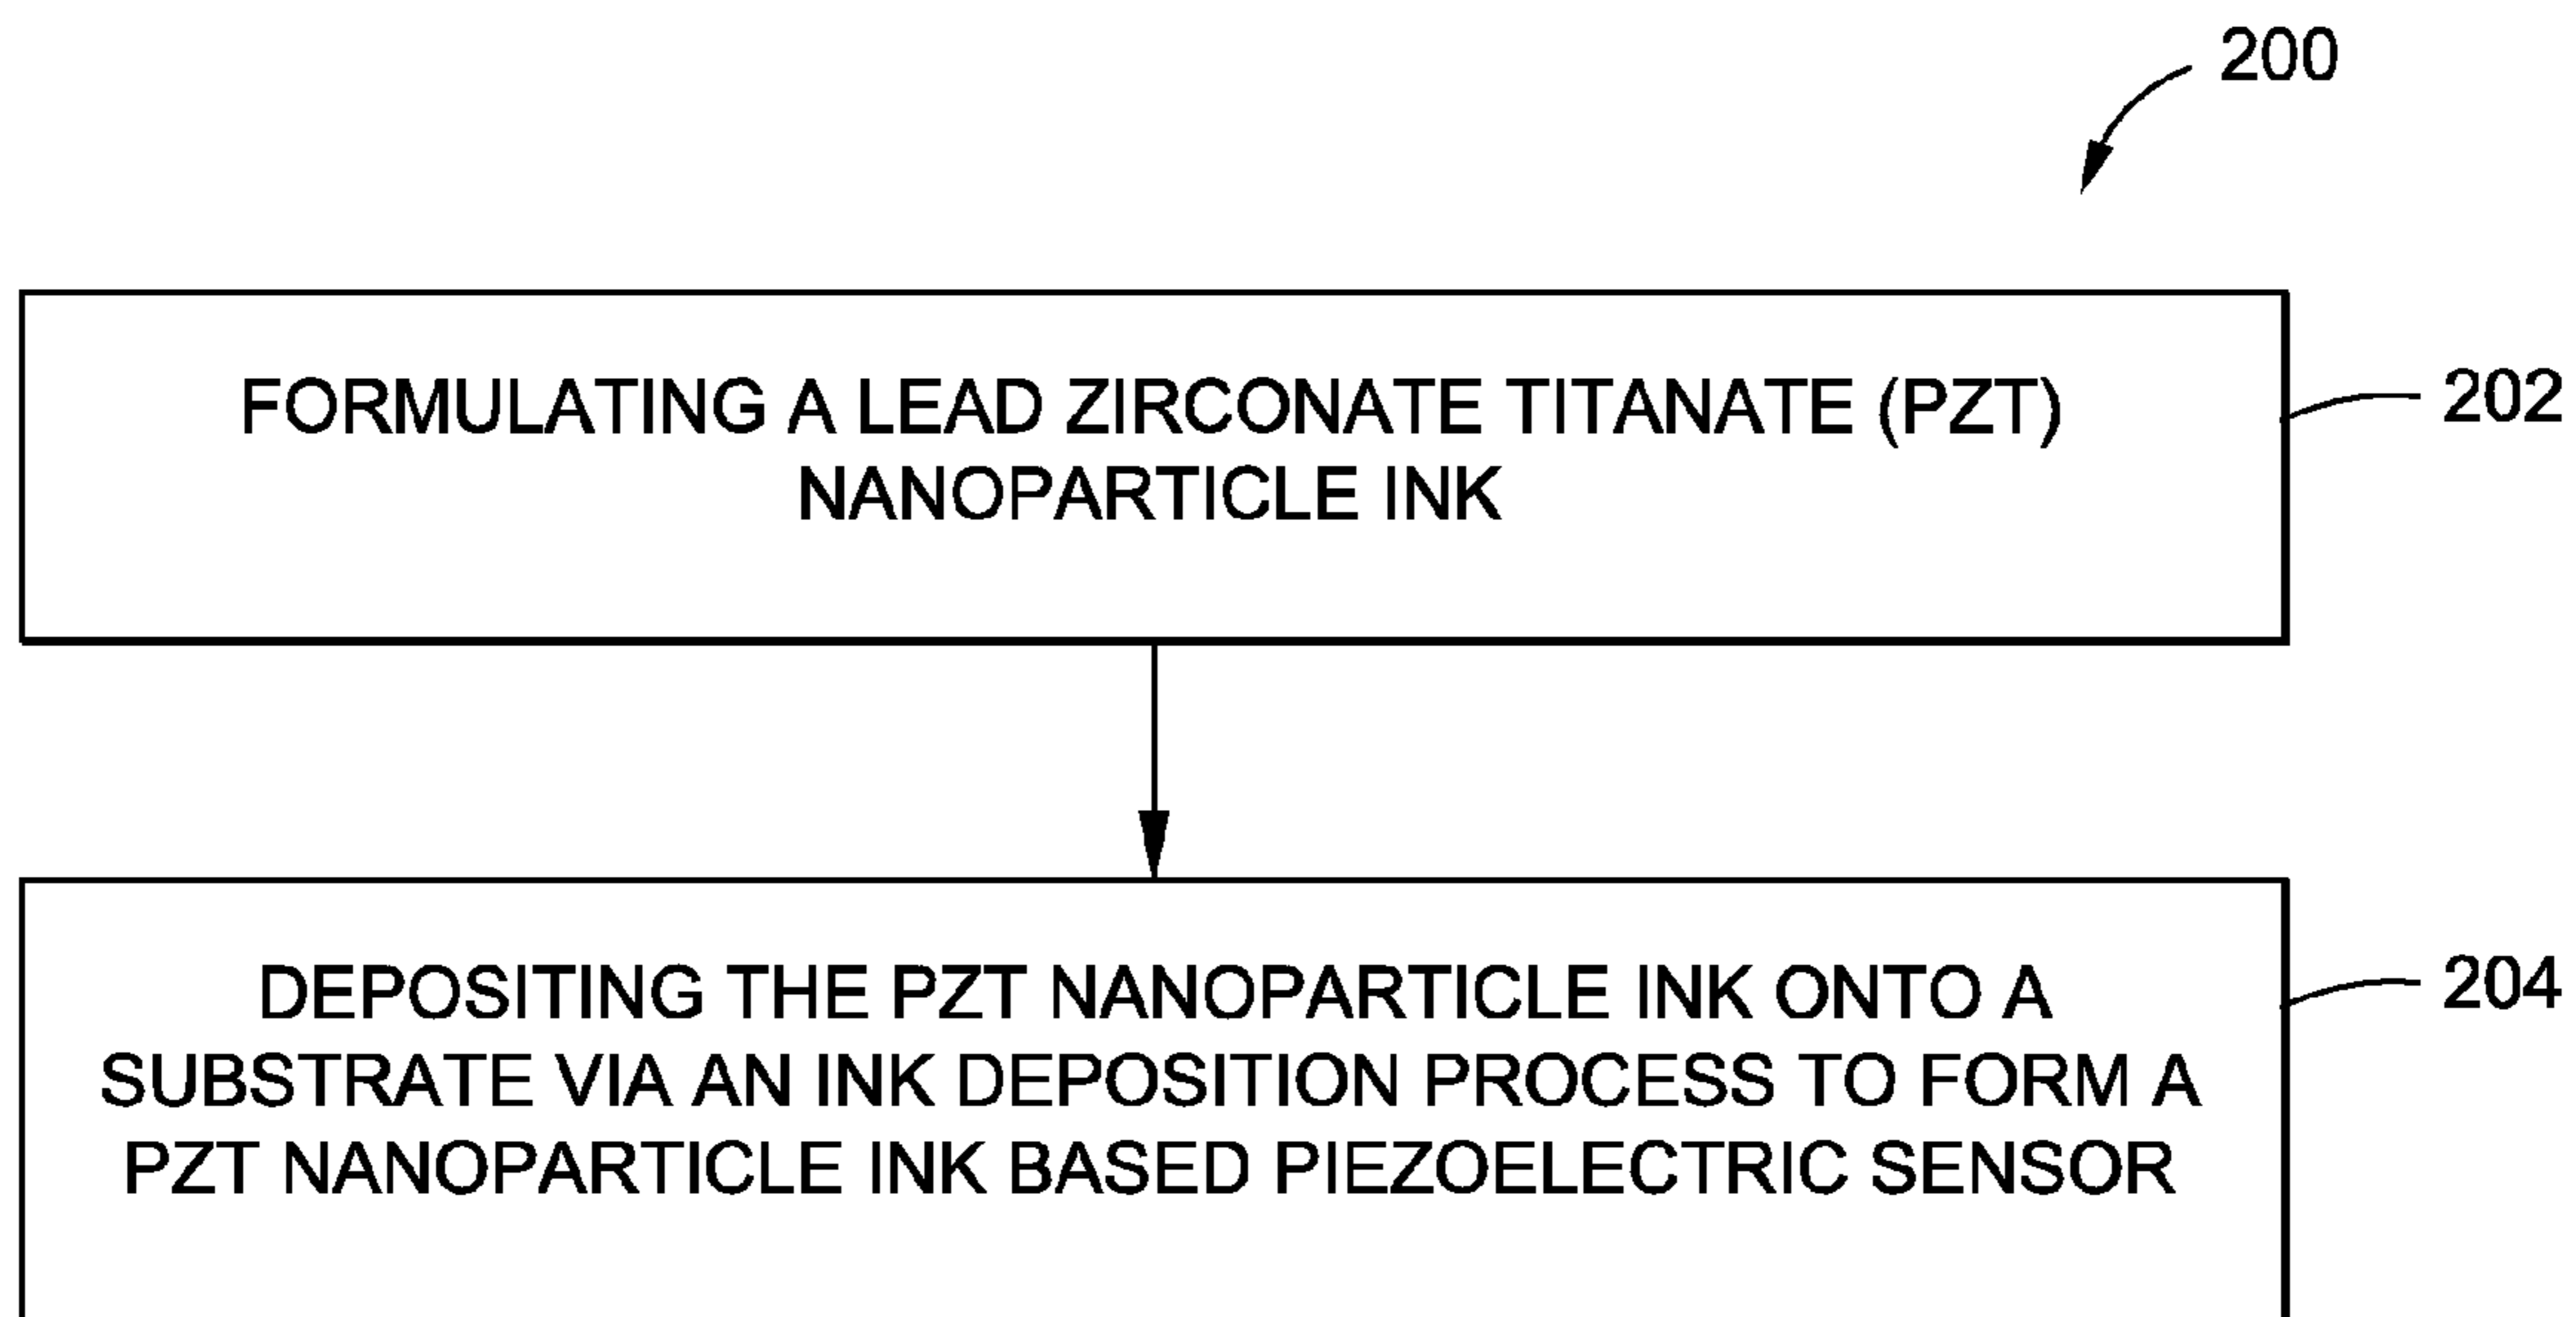 200
FORMULATING A LEAD ZIRCONATE TITANATE (PZT)
NANOPARTICLE INK
202
DEPOSITING THE PZT NANOPARTICLE INK ONTO A
SUBSTRATE VIA AN INK DEPOSITION PROCESS TO FORM A
PZT NANOPARTICLE INK BASED PIEZOELECTRIC SENSOR
204